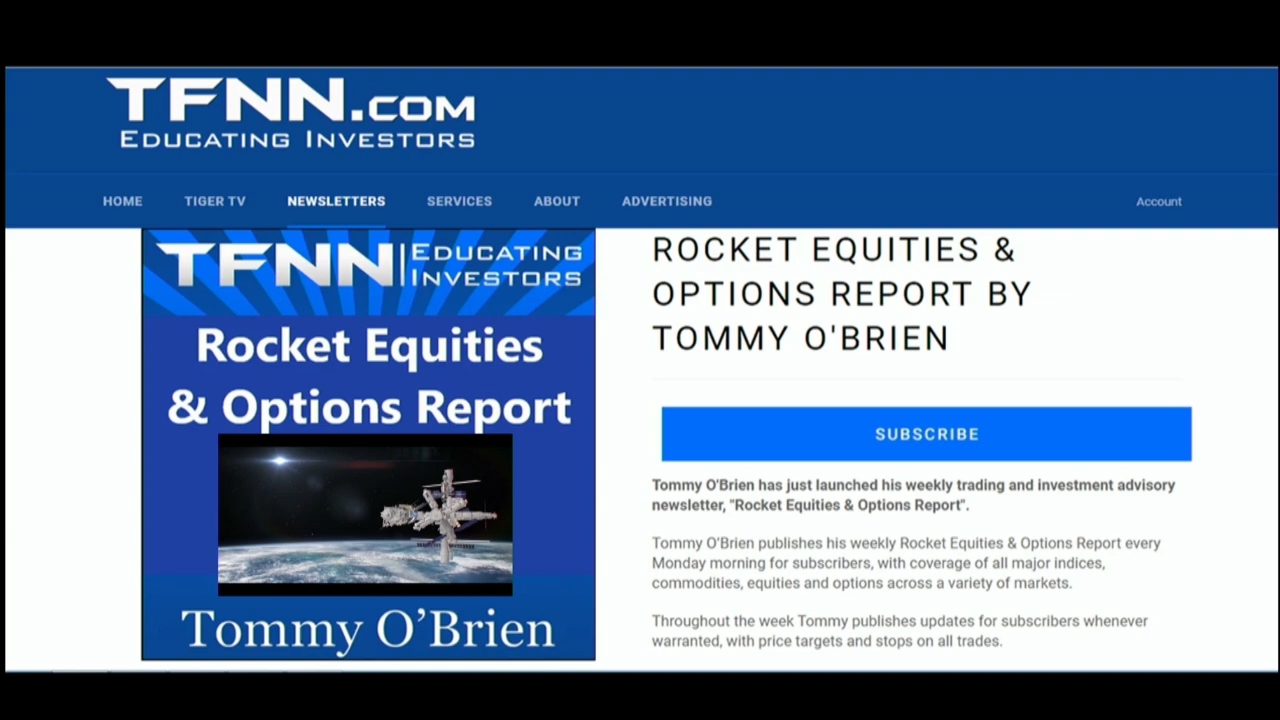 TFNN.COM
EDUCATING INVESTORS
HOME TIGER TV NEWSLETTERS SERVICES ABOUT ADVERTISING Account
TFNN | EDUCATING
INVESTORS
Rocket Equities
& Options Report
Tommy O’Brien
ROCKET EQUITIES &
OPTIONS REPORT BY
TOMMY O'BRIEN
SUBSCRIBE
Tommy O'Brien has just launched his weekly trading and investment advisory
newsletter, "Rocket Equities & Options Report".
Tommy O'Brien publishes his weekly Rocket Equities & Options Report every
Monday morning for subscribers, with coverage of all major indices,
commodities, equities and options across a variety of markets.
Throughout the week Tommy publishes updates for subscribers whenever
warranted, with price targets and stops on all trades.